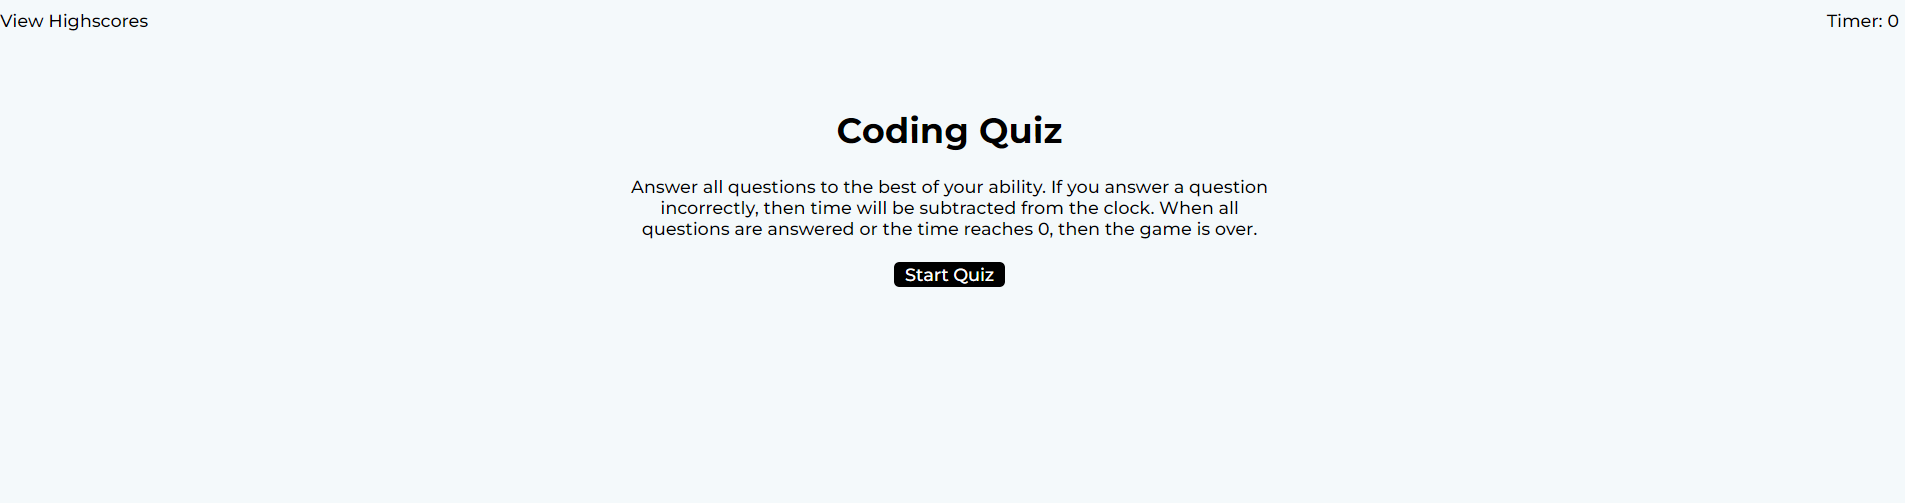 View Highscores
Timer: 0
Coding Quiz
Answer all questions to the best of your ability. If you answer a question
incorrectly, then time will be subtracted from the clock. When all
questions are answered or the time reaches 0, then the game is over.
Start Quiz